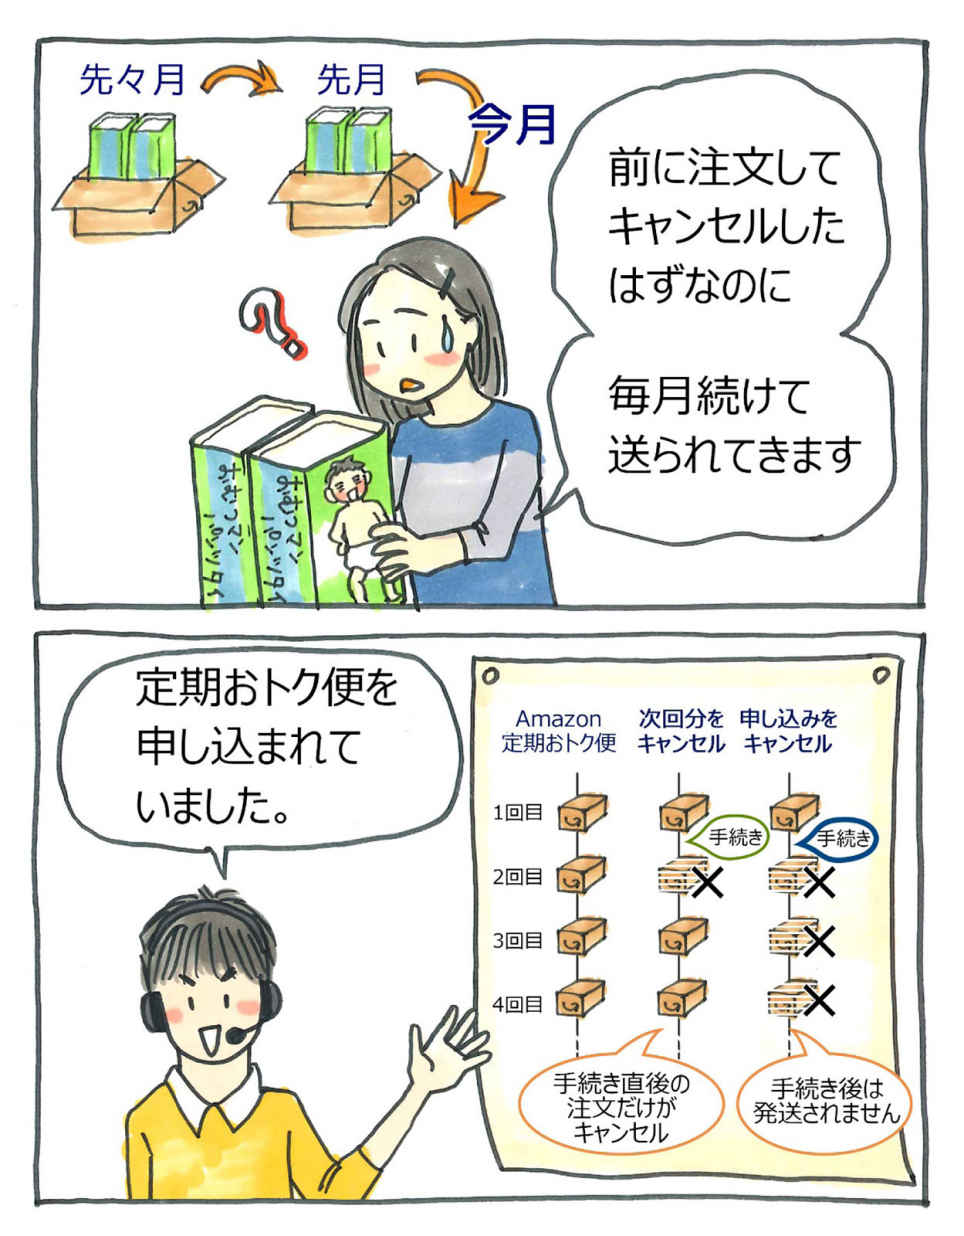 先々月
先月
今月
前に注文して
キャンセルした
はずなのに
毎月続けて
送られてきます
?
おむつマン
パンツタイ
おむつマン
パンツタイ
定期おトク便を
申し込まれて
いました。
Amazon
定期おトク便
次回分を
キャンセル
申し込みを
キャンセル
1回目
手続き
手続き
2回目
3回目
4回目
手続き直後の
注文だけが
キャンセル
手続き後は
発送されません